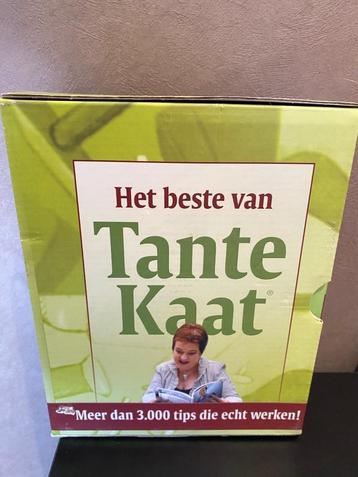 Het beste van
Tante
Kaat®
Meer dan 3.000 tips die echt werken!